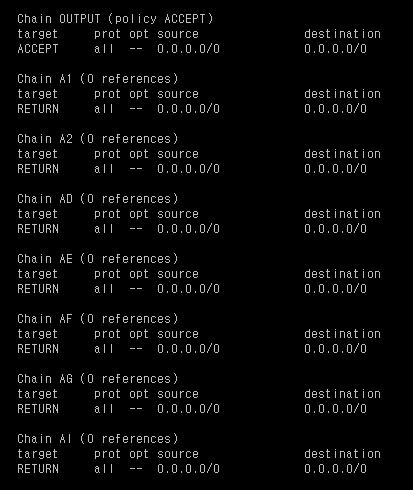 Chain OUTPUT (policy ACCEPT)
target     prot opt source               destination
ACCEPT     all  --  0.0.0.0/0            0.0.0.0/0
Chain A1 (0 references)
target     prot opt source               destination
RETURN     all  --  0.0.0.0/0            0.0.0.0/0
Chain A2 (0 references)
target     prot opt source               destination
RETURN     all  --  0.0.0.0/0            0.0.0.0/0
Chain AD (0 references)
target     prot opt source               destination
RETURN     all  --  0.0.0.0/0            0.0.0.0/0
Chain AE (0 references)
target     prot opt source               destination
RETURN     all  --  0.0.0.0/0            0.0.0.0/0
Chain AF (0 references)
target     prot opt source               destination
RETURN     all  --  0.0.0.0/0            0.0.0.0/0
Chain AG (0 references)
target     prot opt source               destination
RETURN     all  --  0.0.0.0/0            0.0.0.0/0
Chain AI (0 references)
target     prot opt source               destination
RETURN     all  --  0.0.0.0/0            0.0.0.0/0